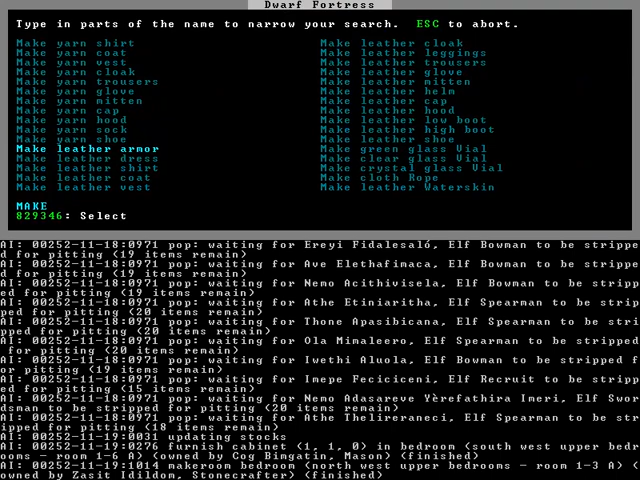 Dwarf Fortress
Type in parts of the name to narrow your search.  ESC to abort.
Make yarn shirt Make leather cloak
Make yarn coat Make leather leggings
Make yarn vest Make leather trousers
Make yarn cloak Make leather glove
Make yarn trousers Make leather mitten
Make yarn glove Make leather helm
Make yarn mitten Make leather cap
Make yarn cap Make leather hood
Make yarn hood Make leather low boot
Make yarn sock Make leather high boot
Make yarn shoe Make leather shoe
Make leather armor Make green glass Vial
Make leather dress Make clear glass Vial
Make leather shirt Make crystal glass Vial
Make leather coat Make cloth Rope
Make leather vest Make leather Waterskin
MAKE
829346: Select
AI: 00252-11-18:0971 pop: waiting for Ereyi Fidalesaló, Elf Bowman to be strippe
d for pitting (19 items remain)
AI: 00252-11-18:0971 pop: waiting for Ave Elethafimaca, Elf Bowman to be strippe
d for pitting (19 items remain)
AI: 00252-11-18:0971 pop: waiting for Nemo Acithivisela, Elf Bowman to be stripp
ed for pitting (19 items remain)
AI: 00252-11-18:0971 pop: waiting for Athe Etiniaritha, Elf Spearman to be strip
ped for pitting (20 items remain)
AI: 00252-11-18:0971 pop: waiting for Thone Apasibicana, Elf Spearman to be stri
pped for pitting (20 items remain)
AI: 00252-11-18:0971 pop: waiting for Ola Mimaleero, Elf Spearman to be stripped
 for pitting (20 items remain)
AI: 00252-11-18:0971 pop: waiting for Iwethi Aluola, Elf Bowman to be stripped f
or pitting (19 items remain)
AI: 00252-11-18:0971 pop: waiting for Imepe Feciciceni, Elf Recruit to be stripp
ed for pitting (15 items remain)
AI: 00252-11-18:0971 pop: waiting for Nemo Adasareve Yèrefathira Imeri, Elf Swor
dsman to be stripped for pitting (20 items remain)
AI: 00252-11-18:0971 pop: waiting for Athe Thelireraneci, Elf Spearman to be str
ipped for pitting (18 items remain)
AI: 00252-11-19:0031 updating stocks
AI: 00252-11-19:0276 furnish cabinet (1, 1, 0) in bedroom (south west upper bedr
ooms - room 1-6 A) (owned by Cog Bimgatin, Mason) (finished)
AI: 00252-11-19:1014 makeroom bedroom (north west upper bedrooms - room 1-3 A) (
owned by Zasit Idildom, Stonecrafter) (finished)